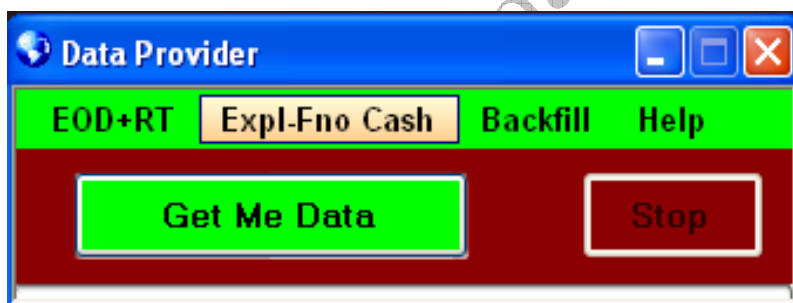 Data Provider
EOD+RT Expl-Fno Cash Backfill Help
Get Me Data Stop